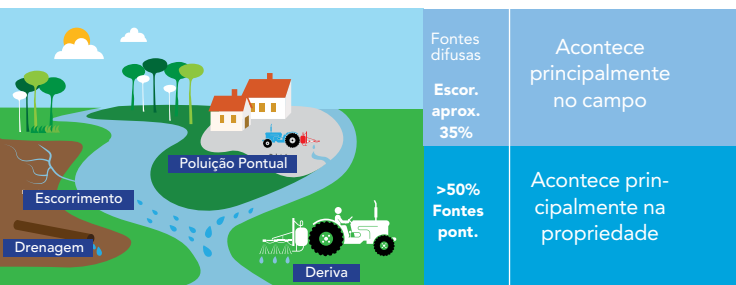 Poluição Pontual
Escorrimento
Drenagem
Deriva
Fontes
difusas
Escor.
aprox.
35%
Acontece
principalmente
no campo
>50%
Fontes
pont.
Acontece prin-
cipalmente na
propriedade